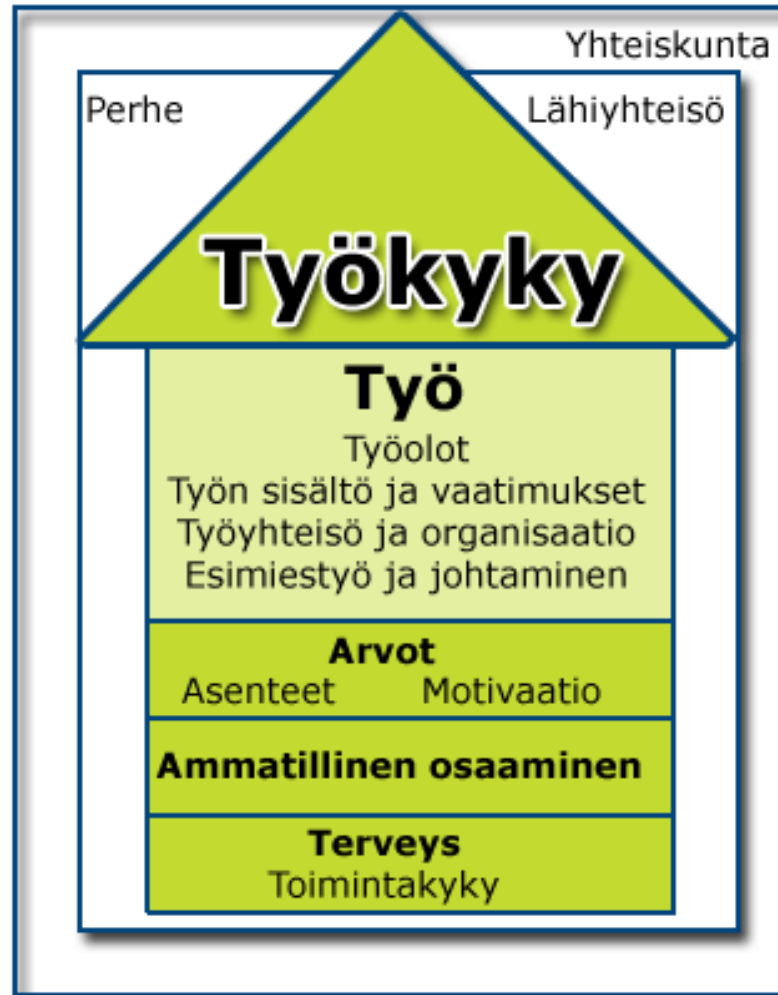 Yhteiskunta
Perhe
Lähiyhteisö
Työkyky
Työ
Työolot
Työn sisältö ja vaatimukset
Työyhteisö ja organisaatio
Esimiestyö ja johtaminen
Arvot
Asenteet Motivaatio
Ammatillinen osaaminen
Terveys
Toimintakyky